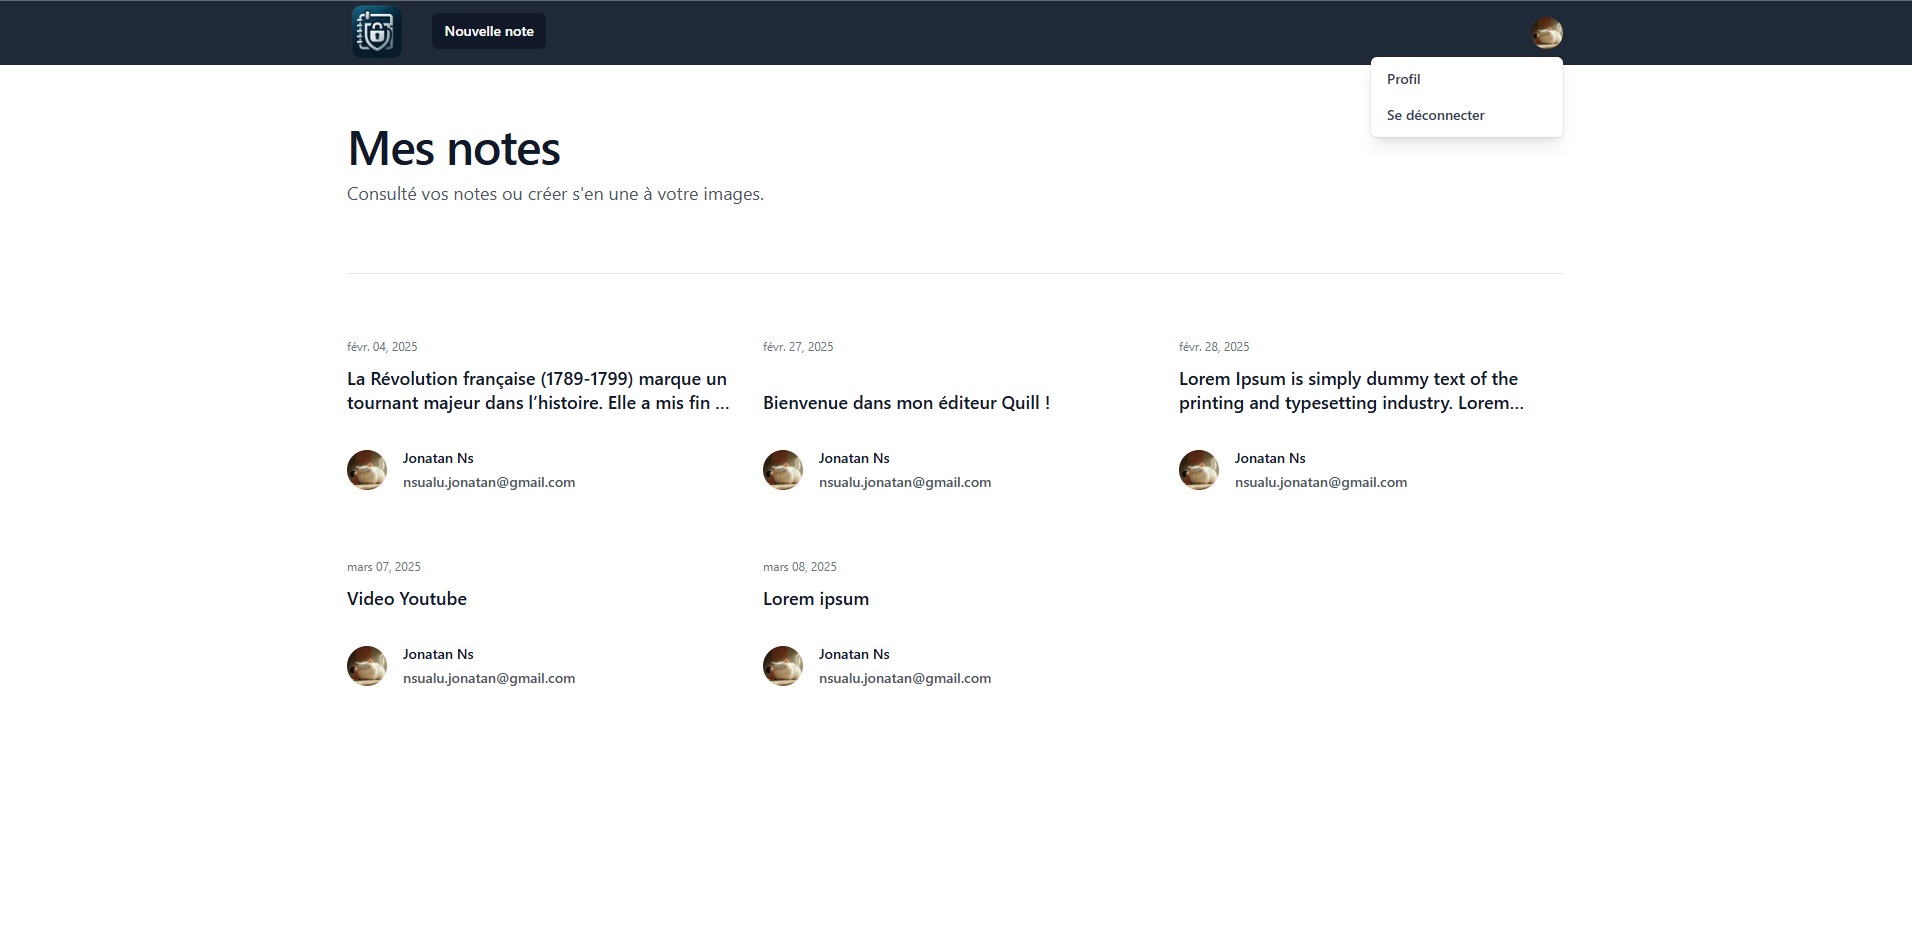 Nouvelle note
Profil
Se déconnecter
Mes notes
Consulté vos notes ou créer s'en une à votre images.
févr. 04, 2025
La Révolution française (1789-1799) marque un
tournant majeur dans l’histoire. Elle a mis fin ...
Jonatan Ns
nsualu.jonatan@gmail.com
févr. 27, 2025
Bienvenue dans mon éditeur Quill !
Jonatan Ns
nsualu.jonatan@gmail.com
févr. 28, 2025
Lorem Ipsum is simply dummy text of the
printing and typesetting industry. Lorem...
Jonatan Ns
nsualu.jonatan@gmail.com
mars 07, 2025
Video Youtube
Jonatan Ns
nsualu.jonatan@gmail.com
mars 08, 2025
Lorem ipsum
Jonatan Ns
nsualu.jonatan@gmail.com